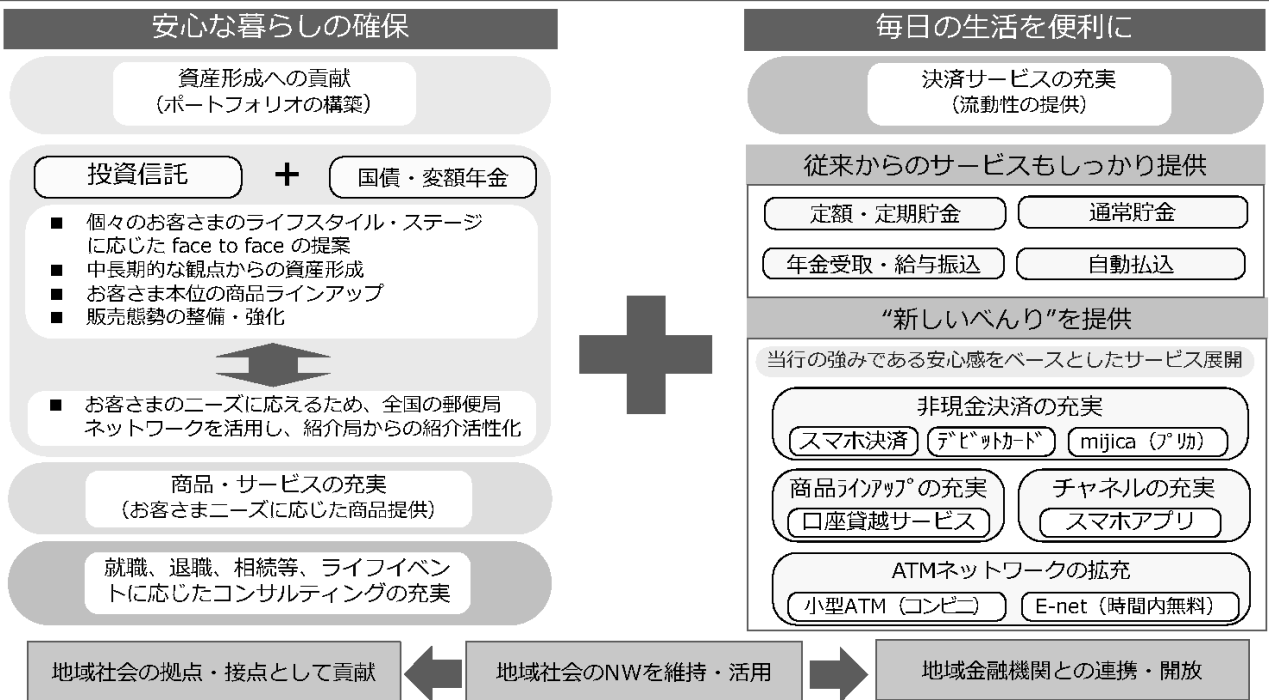 安心な暮らしの確保
資産形成への貢献
（ポートフォリオの構築）
投資信託
+
国債・変額年金
■ 個々のお客さまのライフスタイル・ステージ
に応じた face to face の提案
■ 中長期的な観点からの資産形成
■ お客さま本位の商品ラインアップ
■ 販売態勢の整備・強化
■ お客さまのニーズに応えるため、全国の郵便局
ネットワークを活用し、紹介局からの紹介活性化
商品・サービスの充実
（お客さまニーズに応じた商品提供）
就職、退職、相続等、ライフイベン
トに応じたコンサルティングの充実
毎日の生活を便利に
決済サービスの充実
（流動性の提供）
従来からのサービスもしっかり提供
定額・定期貯金
通常貯金
年金受取・給与振込
自動払込
“新しいべんり”を提供
当行の強みである安心感をベースとしたサービス展開
非現金決済の充実
スマホ決済
ﾃﾞﾋﾞｯﾄｶｰﾄﾞ
mijica（ﾌﾟﾘｶ）
商品ﾗｲﾝｱｯﾌﾟの充実
口座貸越サービス
チャネルの充実
スマホアプリ
ATMネットワークの拡充
小型ATM（コンビニ）
E-net（時間内無料）
地域社会の拠点・接点として貢献
地域社会のNWを維持・活用
地域金融機関との連携・開放